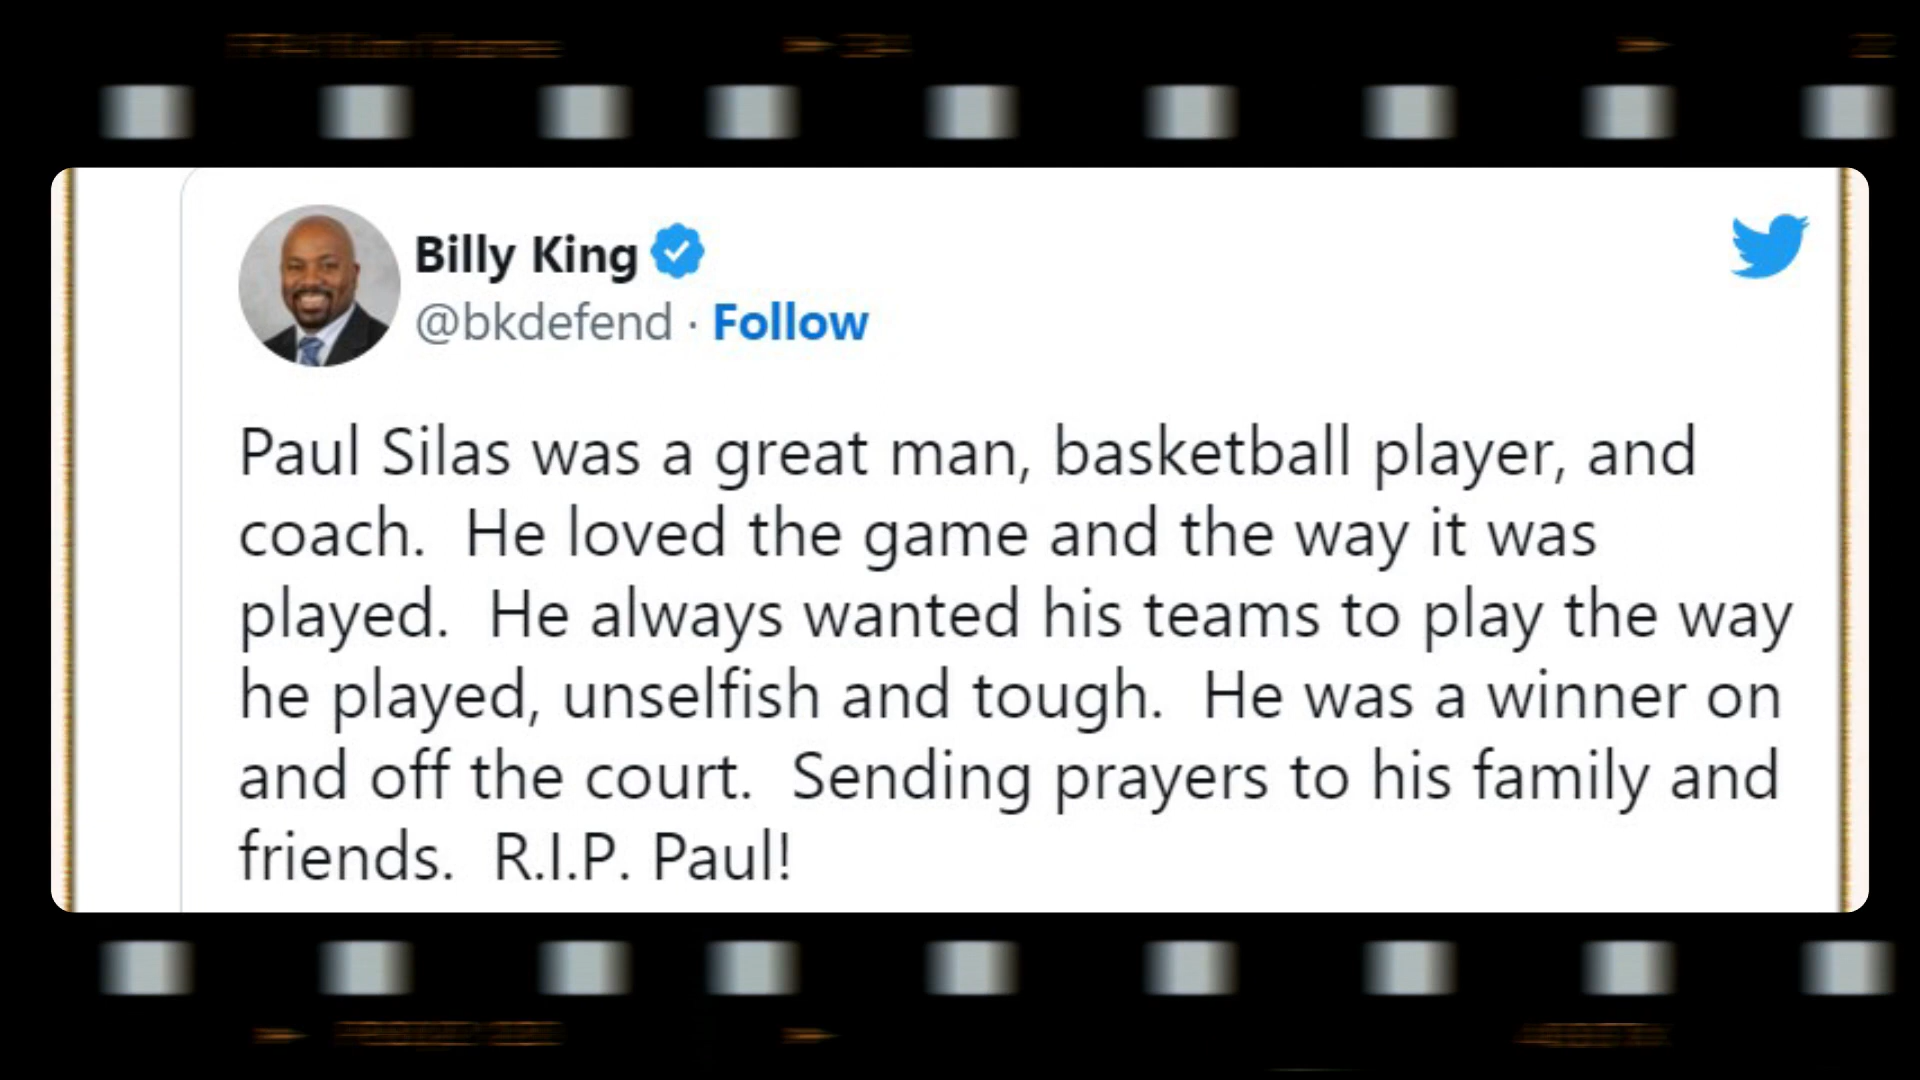 Billy King
@bkdefend · Follow
Paul Silas was a great man, basketball player, and
coach.  He loved the game and the way it was
played.  He always wanted his teams to play the way
he played, unselfish and tough.  He was a winner on
and off the court.  Sending prayers to his family and
friends.  R.I.P. Paul!